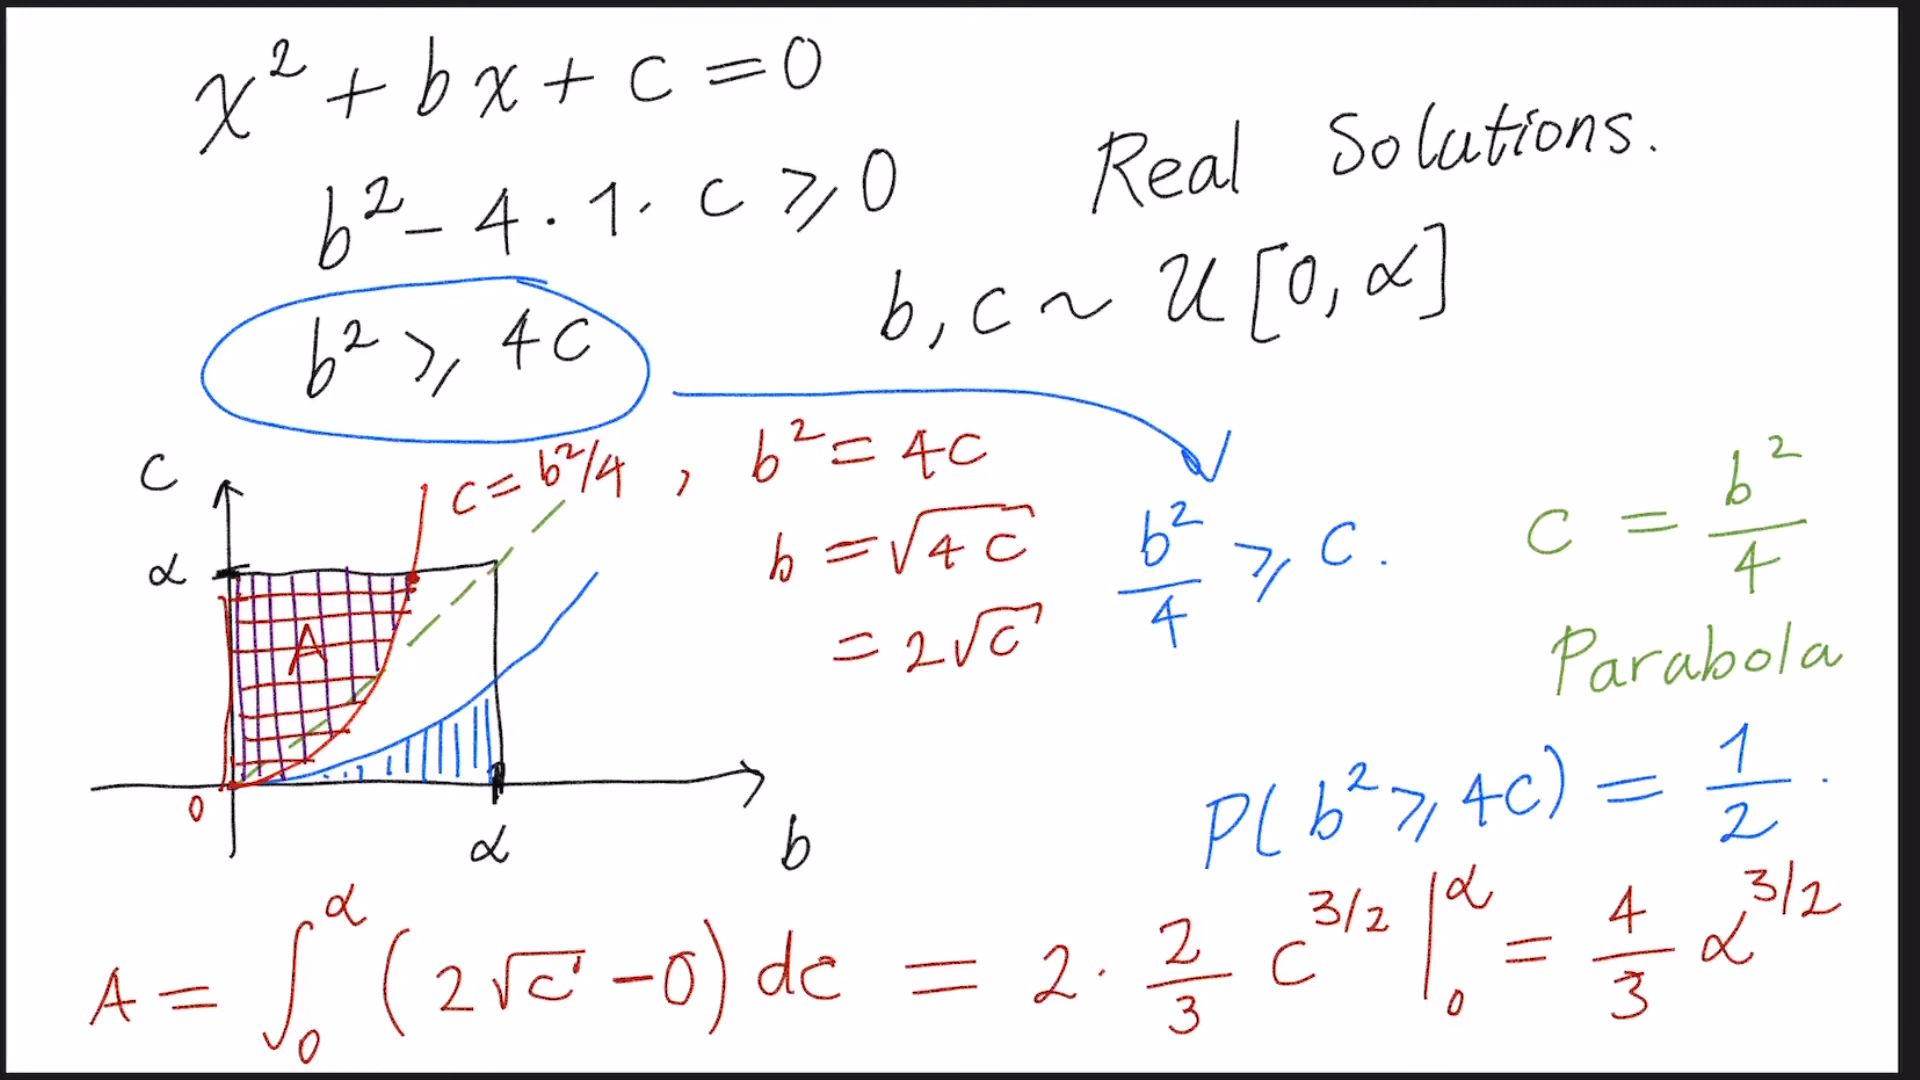 x² + bx + c = 0
Real Solutions.
b² - 4 · 1 · c ⩾ 0
b, c ~ U [0, α]
b² ⩾ 4c
c = b²/4 , b² = 4c
b = √4c
= 2√c
b²/4 ⩾ c.
c = b²/4
Parabola
c
α
A
0
α
b
P(b² ⩾ 4c) = 1/2.
A = ∫₀^α (2√c - 0) dc = 2 · 2/3 c^3/2 |₀^α = 4/3 α^3/2